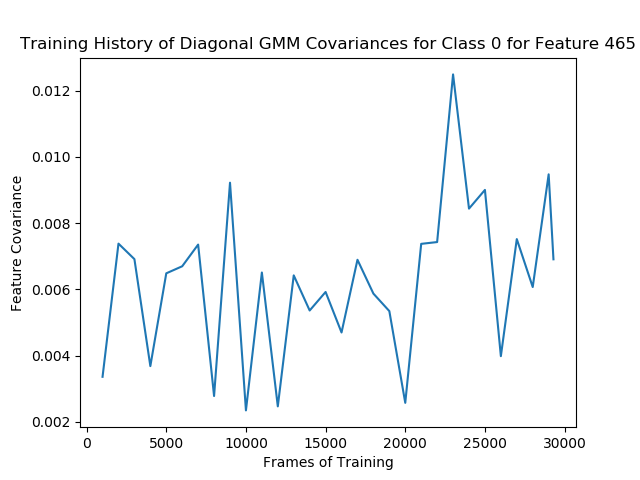 Training History of Diagonal GMM Covariances for Class 0 for Feature 465
0.012
0.010
0.008
0.006
0.004
0.002
Feature Covariance
0 5000 10000 15000 20000 25000 30000
Frames of Training